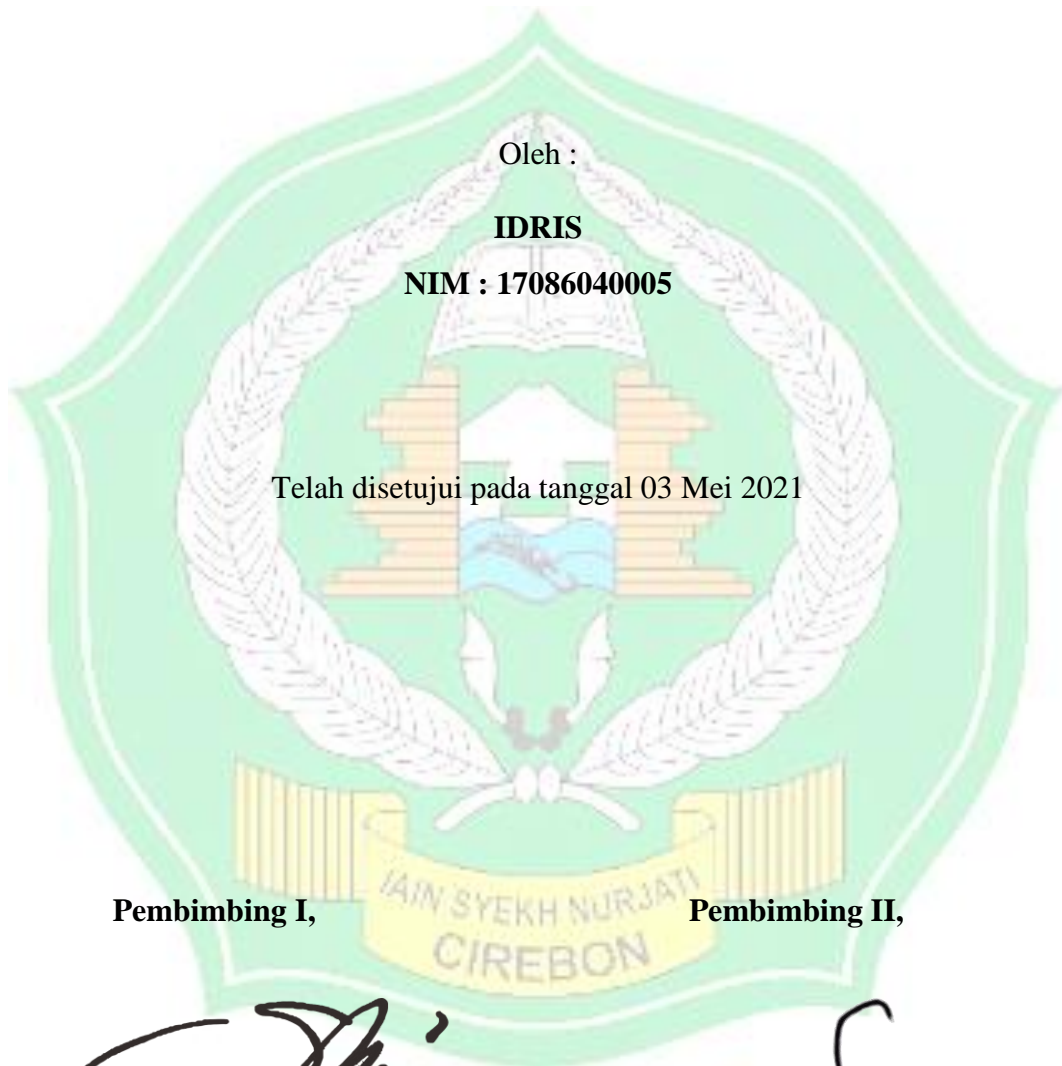 Oleh :
IDRIS
NIM : 17086040005
Telah disetujui pada tanggal 03 Mei 2021
Pembimbing I, Pembimbing II,
IAIN SYEKH NURJATI
CIREBON